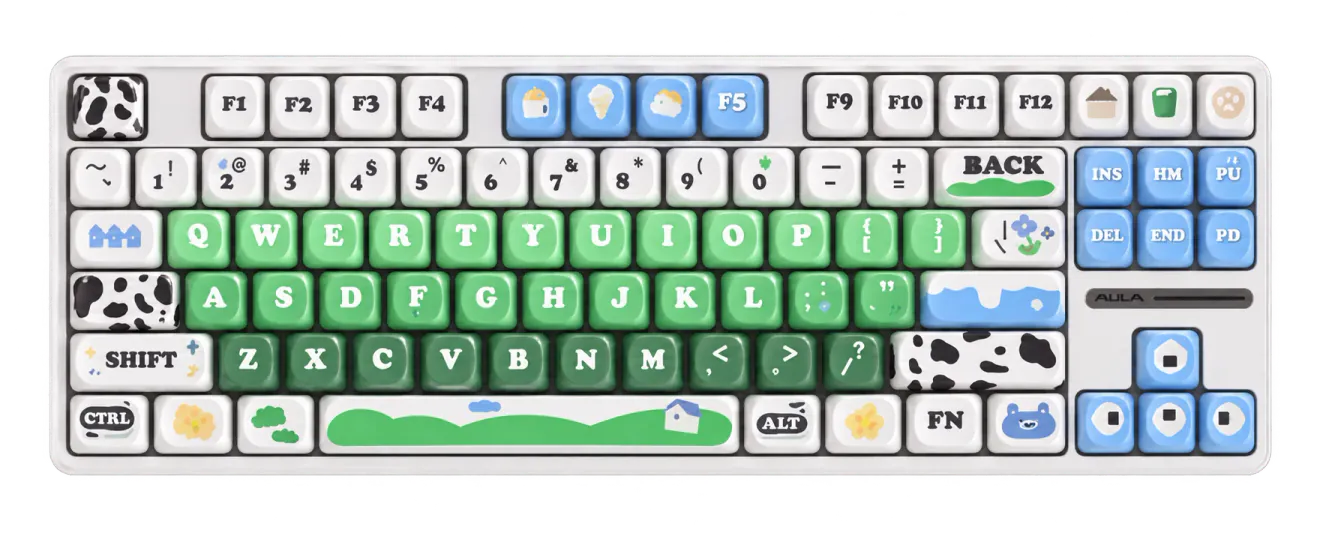 F1 F2 F3 F4 F5 F9 F10 F11 F12
~ ` ! 1 @ 2 # 3 $ 4 % 5 ^ 6 & 7 * 8 ( 9 0 — - + = BACK INS HM PU
Q W E R T Y U I O P { [ } ] | \ DEL END PD
A S D F G H J K L : ; " ' AULA
SHIFT Z X C V B N M < , > . ? /
CTRL ALT FN